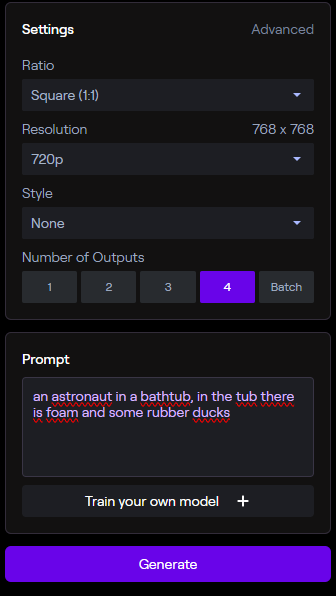 Settings Advanced
Ratio
Square (1:1)
Resolution 768 x 768
720p
Style
None
Number of Outputs
1 2 3 4 Batch
Prompt
an astronaut in a bathtub, in the tub there
is foam and some rubber ducks
Train your own model +
Generate